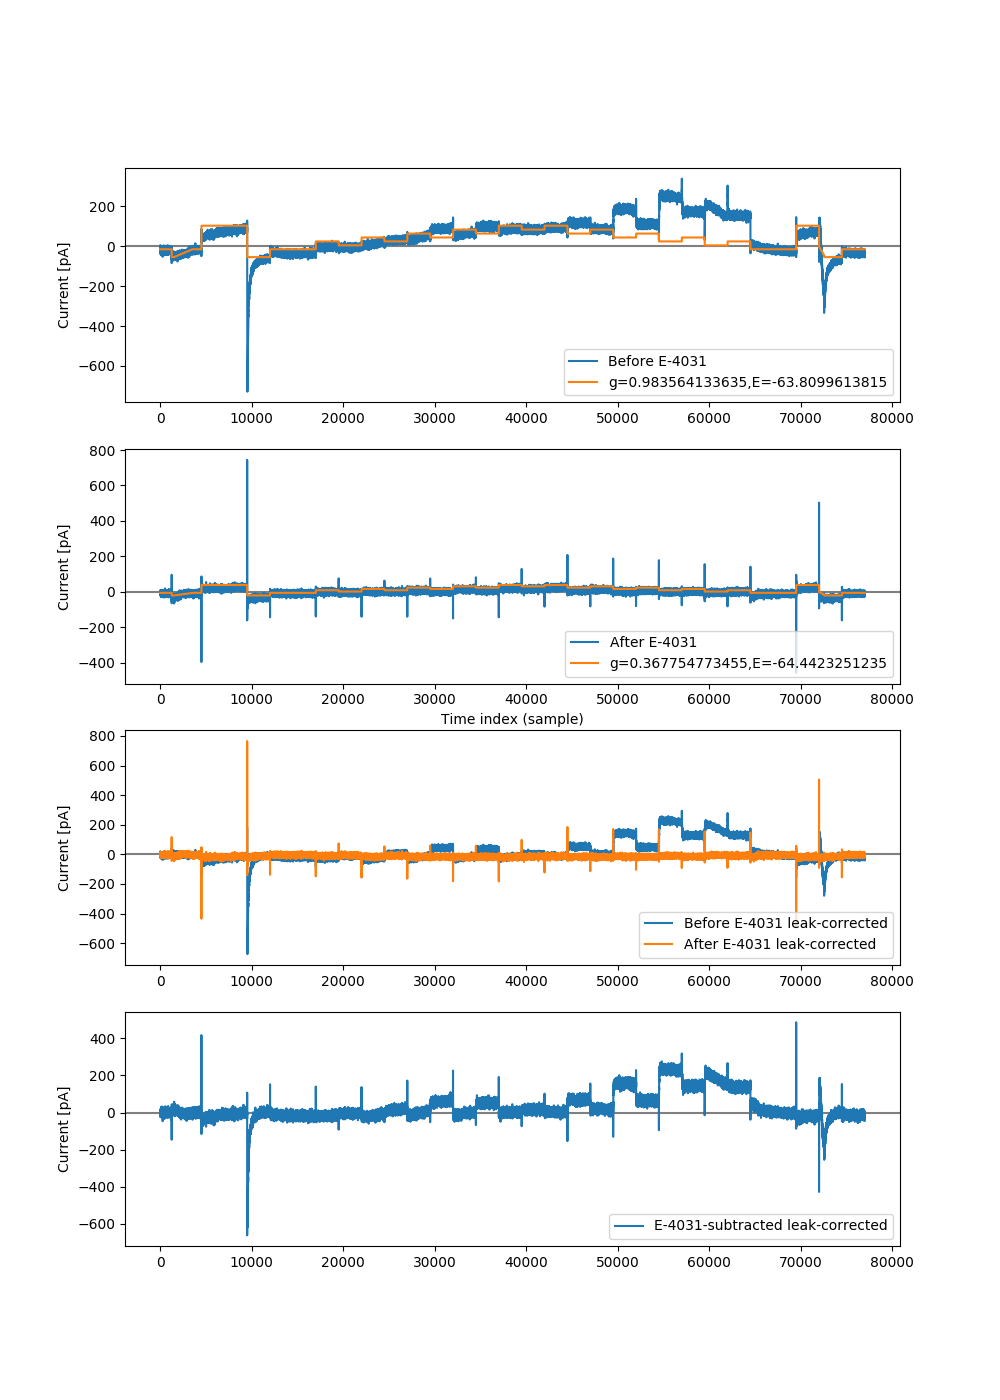 Current [pA]
200
0
−200
−400
−600
Before E-4031
g=0.983564133635,E=-63.8099613815
0 10000 20000 30000 40000 50000 60000 70000 80000
Current [pA]
800
600
400
200
0
−200
−400
After E-4031
g=0.367754773455,E=-64.4423251235
0 10000 20000 30000 40000 50000 60000 70000 80000
Time index (sample)
Current [pA]
800
600
400
200
0
−200
−400
−600
Before E-4031 leak-corrected
After E-4031 leak-corrected
0 10000 20000 30000 40000 50000 60000 70000 80000
Current [pA]
400
200
0
−200
−400
−600
E-4031-subtracted leak-corrected
0 10000 20000 30000 40000 50000 60000 70000 80000